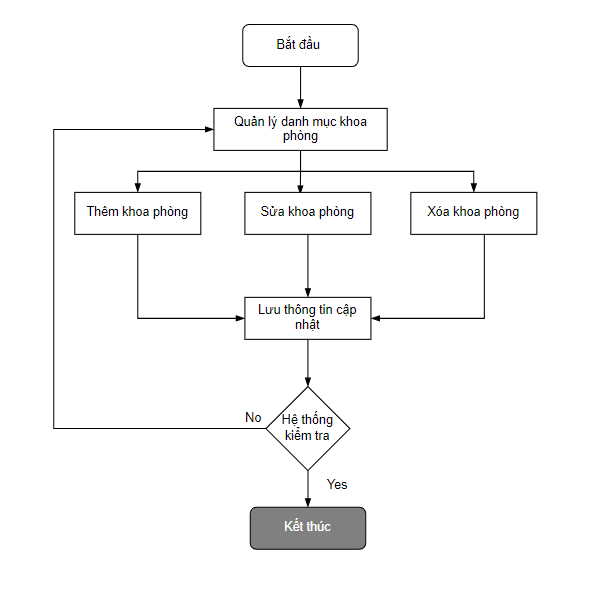 Bắt đầu
Quản lý danh mục khoa
phòng
Thêm khoa phòng
Sửa khoa phòng
Xóa khoa phòng
Lưu thông tin cập
nhật
Hệ thống
kiểm tra
No
Yes
Kết thúc